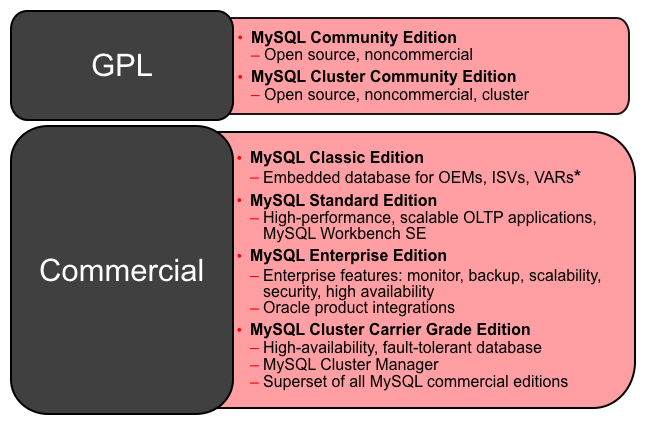 GPL
• MySQL Community Edition
– Open source, noncommercial
• MySQL Cluster Community Edition
– Open source, noncommercial, cluster
Commercial
• MySQL Classic Edition
– Embedded database for OEMs, ISVs, VARs*
• MySQL Standard Edition
– High-performance, scalable OLTP applications,
MySQL Workbench SE
• MySQL Enterprise Edition
– Enterprise features: monitor, backup, scalability,
security, high availability
– Oracle product integrations
• MySQL Cluster Carrier Grade Edition
– High-availability, fault-tolerant database
– MySQL Cluster Manager
– Superset of all MySQL commercial editions